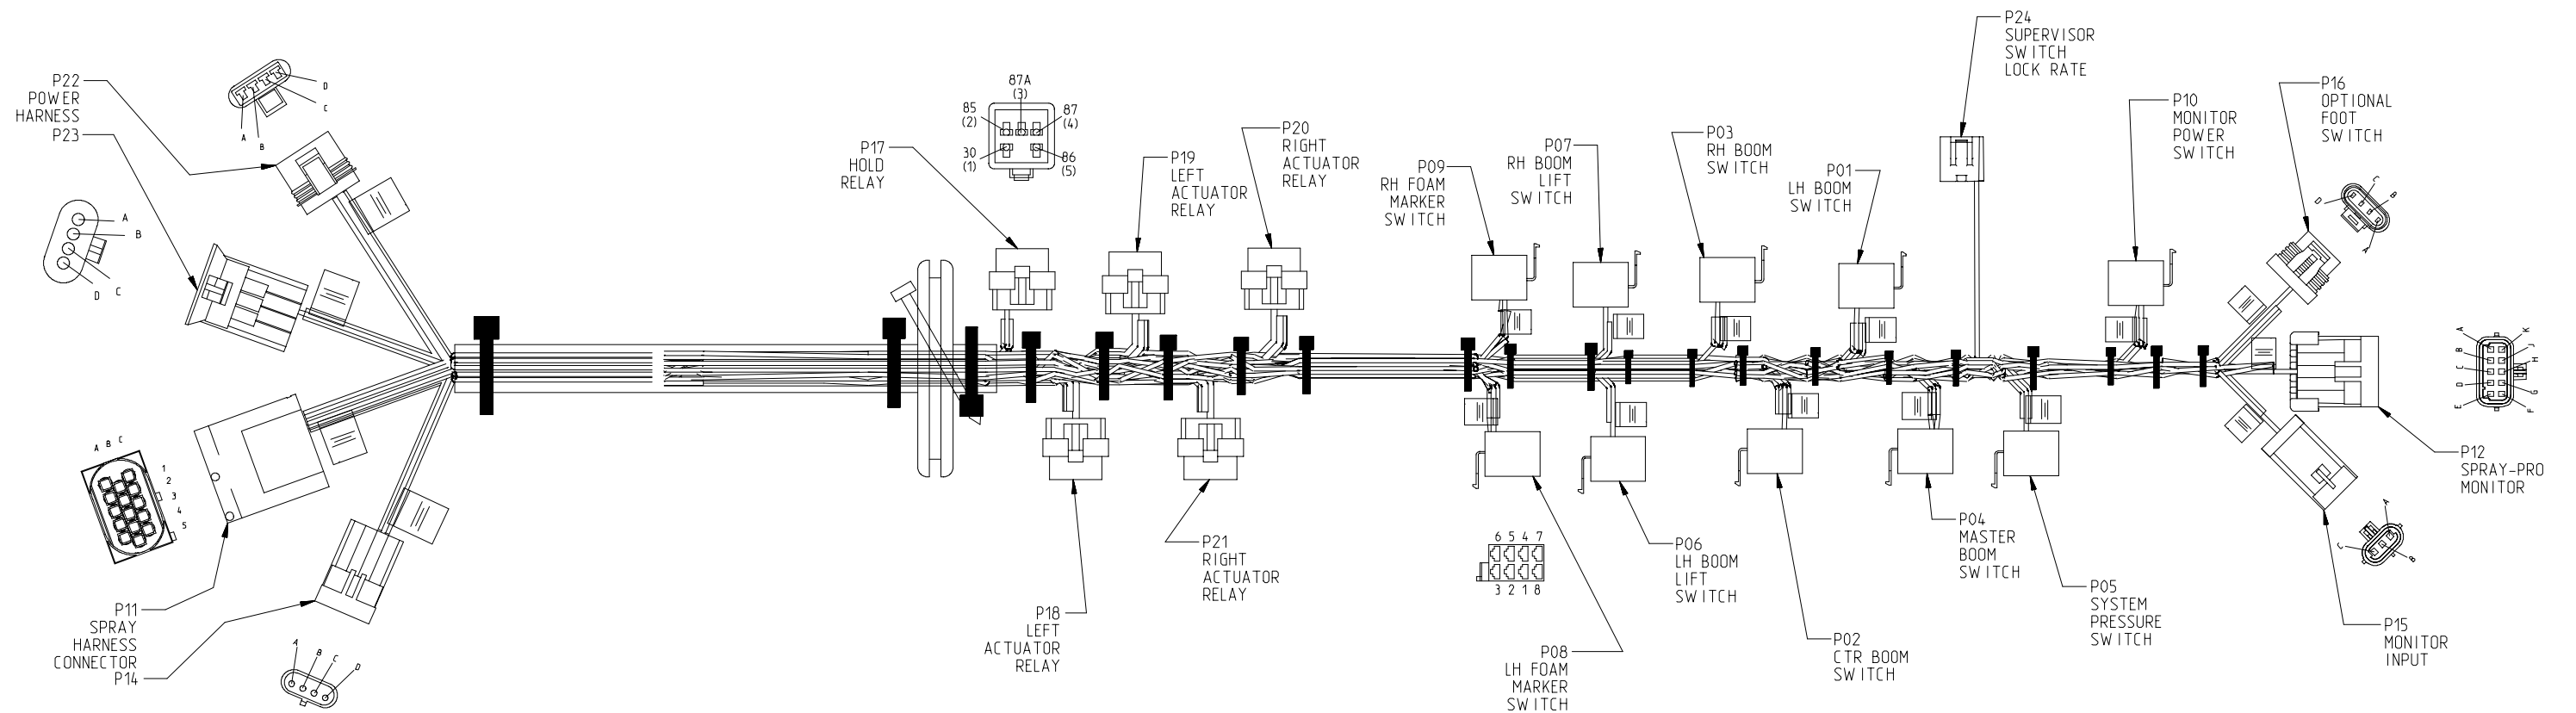 P22
POWER
HARNESS
P23
D
C
A
B
A
B
D
C
A B C
1
2
3
4
5
P11
SPRAY
HARNESS
CONNECTOR
P14
A
B
C
D
P17
HOLD
RELAY
87A
(3)
85
(2)
87
(4)
30
(1)
86
(5)
P19
LEFT
ACTUATOR
RELAY
P20
RIGHT
ACTUATOR
RELAY
P18
LEFT
ACTUATOR
RELAY
P21
RIGHT
ACTUATOR
RELAY
P09
RH FOAM
MARKER
SWITCH
P07
RH BOOM
LIFT
SWITCH
P03
RH BOOM
SWITCH
P01
LH BOOM
SWITCH
P24
SUPERVISOR
SWITCH
LOCK RATE
P10
MONITOR
POWER
SWITCH
P16
OPTIONAL
FOOT
SWITCH
C
B
D
A
6 5 4 7
3 2 1 8
P08
LH FOAM
MARKER
SWITCH
P06
LH BOOM
LIFT
SWITCH
P02
CTR BOOM
SWITCH
P04
MASTER
BOOM
SWITCH
P05
SYSTEM
PRESSURE
SWITCH
A
B
C
D
E
K
J
H
G
F
P12
SPRAY-PRO
MONITOR
A
C
B
P15
MONITOR
INPUT